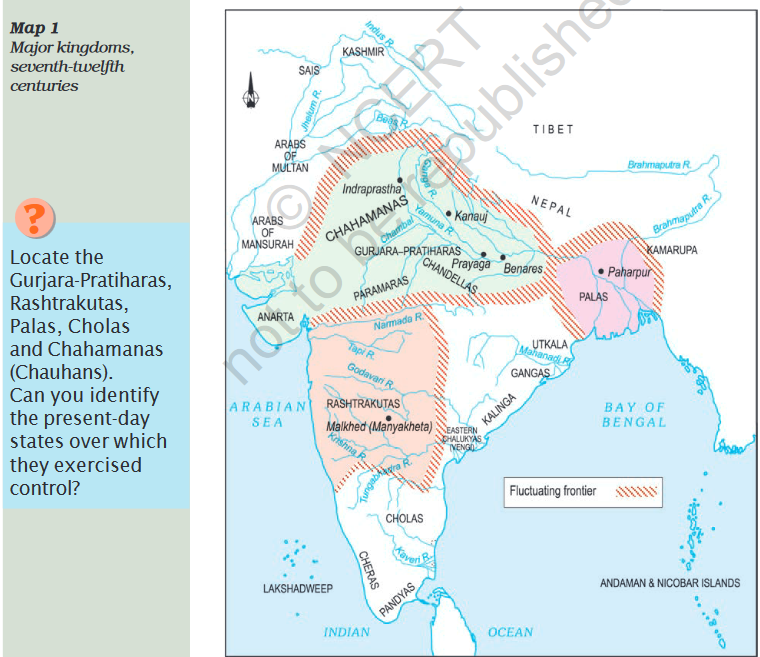 Map 1
Major kingdoms,
seventh-twelfth
centuries
?
Locate the
Gurjara-Pratiharas,
Rashtrakutas,
Palas, Cholas
and Chahamanas
(Chauhans).
Can you identify
the present-day
states over which
they exercised
control?
Indus R.
KASHMIR
SAIS
Jhelum R.
Beas R.
TIBET
ARABS
OF
MULTAN
Brahmaputra R.
Ganga R.
Indraprastha
NEPAL
Brahmaputra R.
CHAHAMANAS
Kanauj
ARABS
OF
MANSURAH
Yamuna R.
Chambal
KAMARUPA
GURJARA–PRATIHARAS
Prayaga
Benares
Paharpur
CHANDELLAS
PARAMARAS
PALAS
ANARTA
Narmada R.
Tapi R.
UTKALA
Mahanadi R.
Godavari R.
GANGAS
RASHTRAKUTAS
KALINGA
ARABIAN
SEA
BAY OF
BENGAL
Malkhed (Manyakheta)
EASTERN
CHALUKYAS
(VENGI)
Krishna R.
Tungabhadra R.
Fluctuating frontier
CHOLAS
Kaveri R.
CHERAS
LAKSHADWEEP
PANDYAS
ANDAMAN & NICOBAR ISLANDS
INDIAN OCEAN
© NCERT
not to be republished